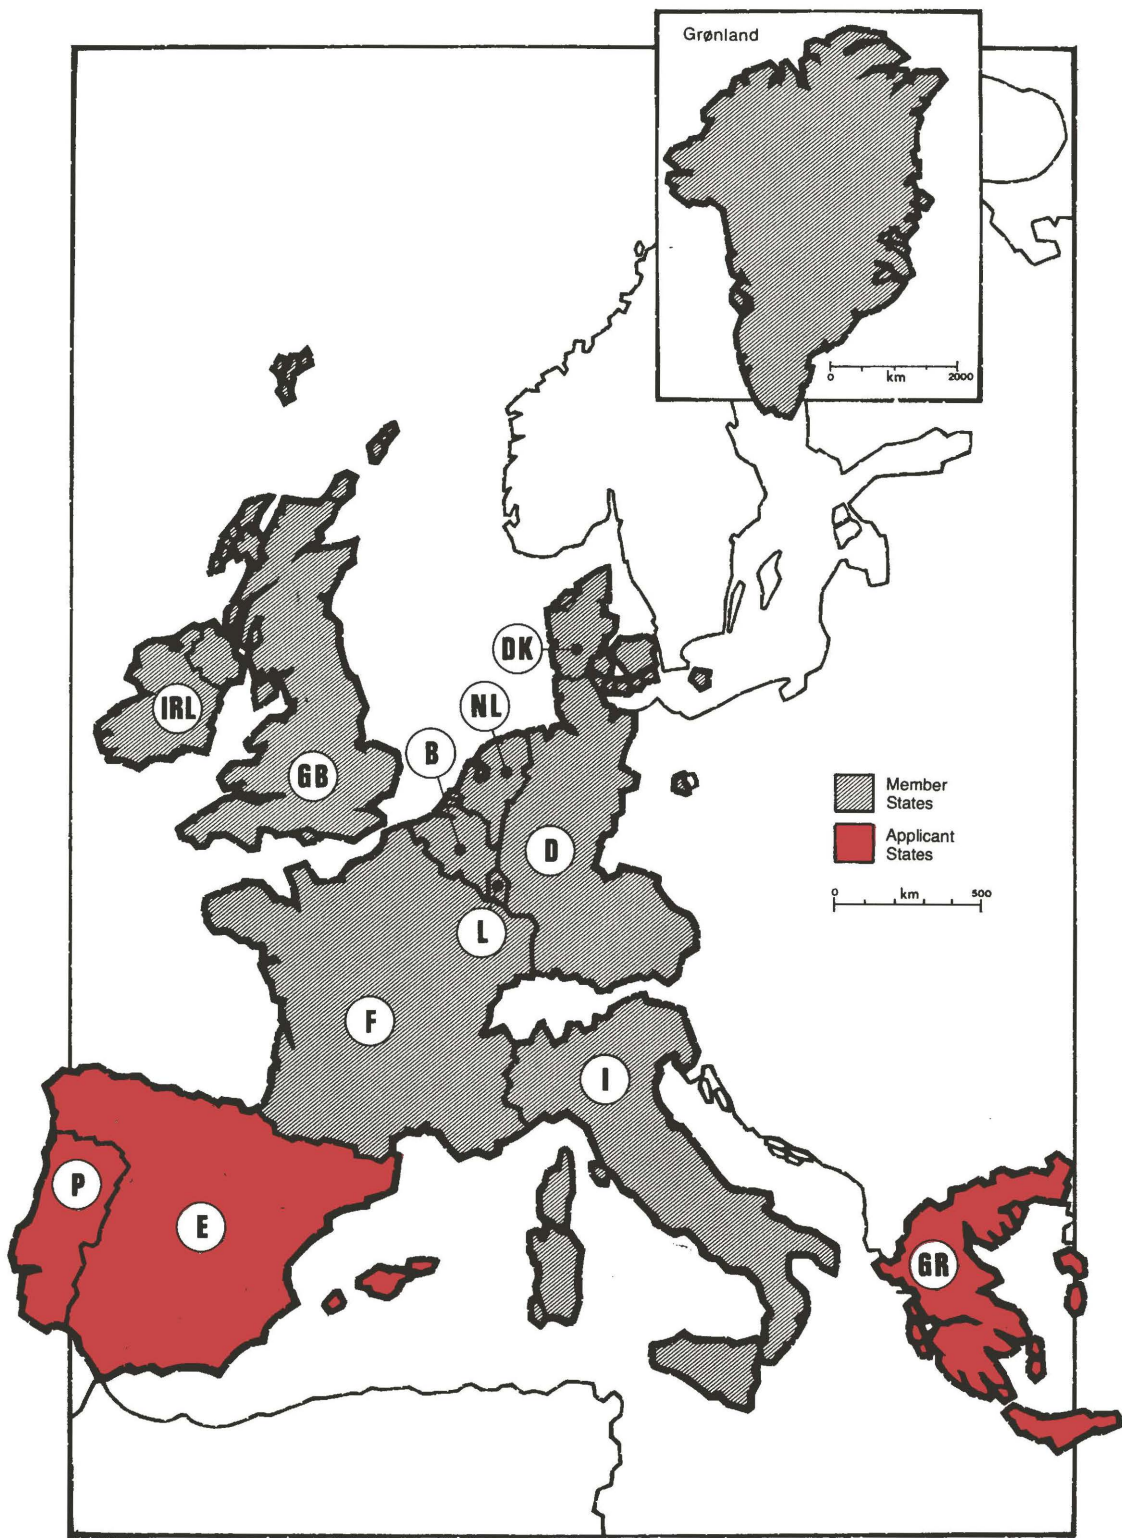 Grønland
0 km 2000
DK
NL
IRL
B
GB
Member
States
Applicant
States
D
0 km 500
L
F
I
P
E
GR